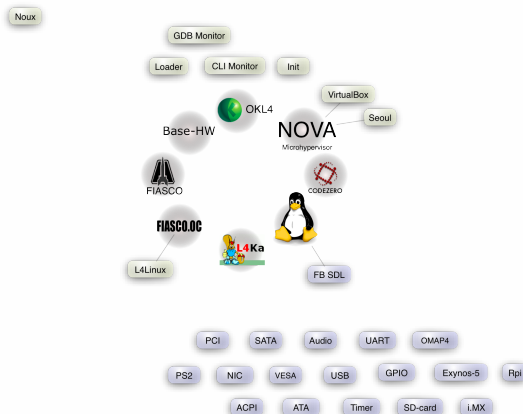 Noux
GDB Monitor
Loader
CLI Monitor
Init
VirtualBox
OKL4
Seoul
Base-HW
NOVA
Microhypervisor
FIASCO
CODEZERO
FIASCO.OC
L4Ka
L4Linux
FB SDL
PCI
SATA
Audio
UART
OMAP4
PS2
NIC
VESA
USB
GPIO
Exynos-5
Rpi
ACPI
ATA
Timer
SD-card
i.MX